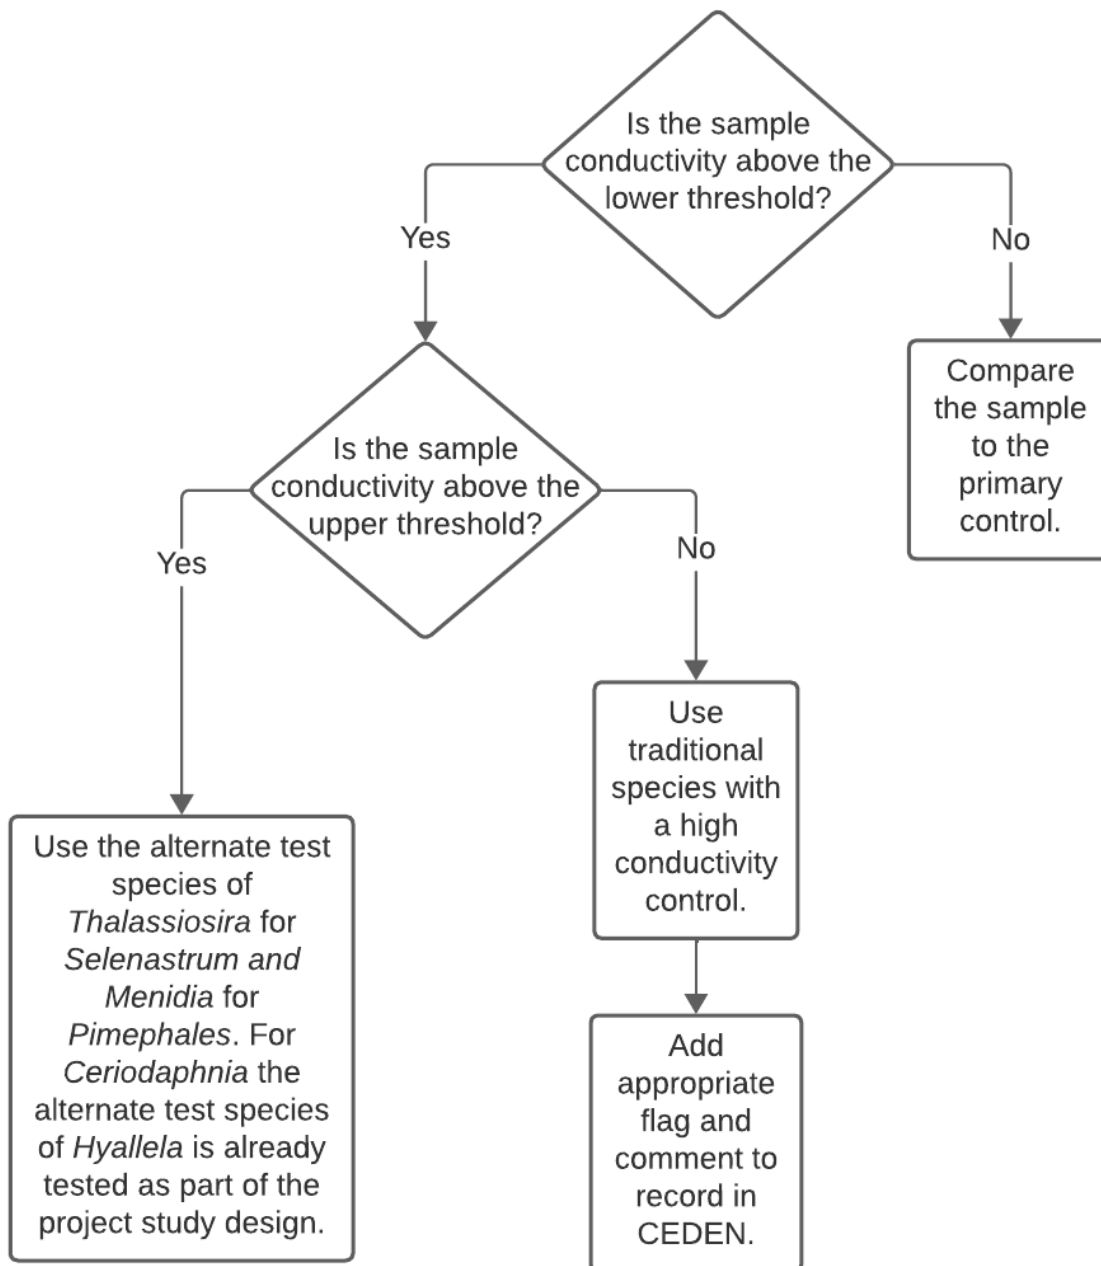 Is the sample
conductivity above the
lower threshold?
Yes
No
Compare
the sample
to the
primary
control.
Is the sample
conductivity above the
upper threshold?
Yes
No
Use
traditional
species with
a high
conductivity
control.
Use the alternate test
species of
Thalassiosira for
Selenastrum and
Menidia for
Pimephales. For
Ceriodaphnia the
alternate test species
of Hyallela is already
tested as part of the
project study design.
Add
appropriate
flag and
comment to
record in
CEDEN.